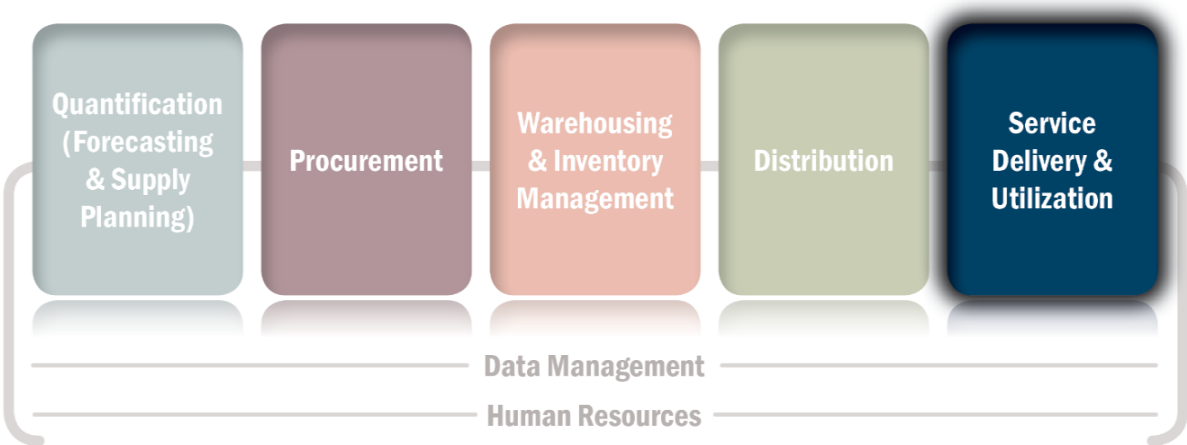 Quantification
(Forecasting
& Supply
Planning)
Procurement
Warehousing
& Inventory
Management
Distribution
Service
Delivery &
Utilization
Data Management
Human Resources